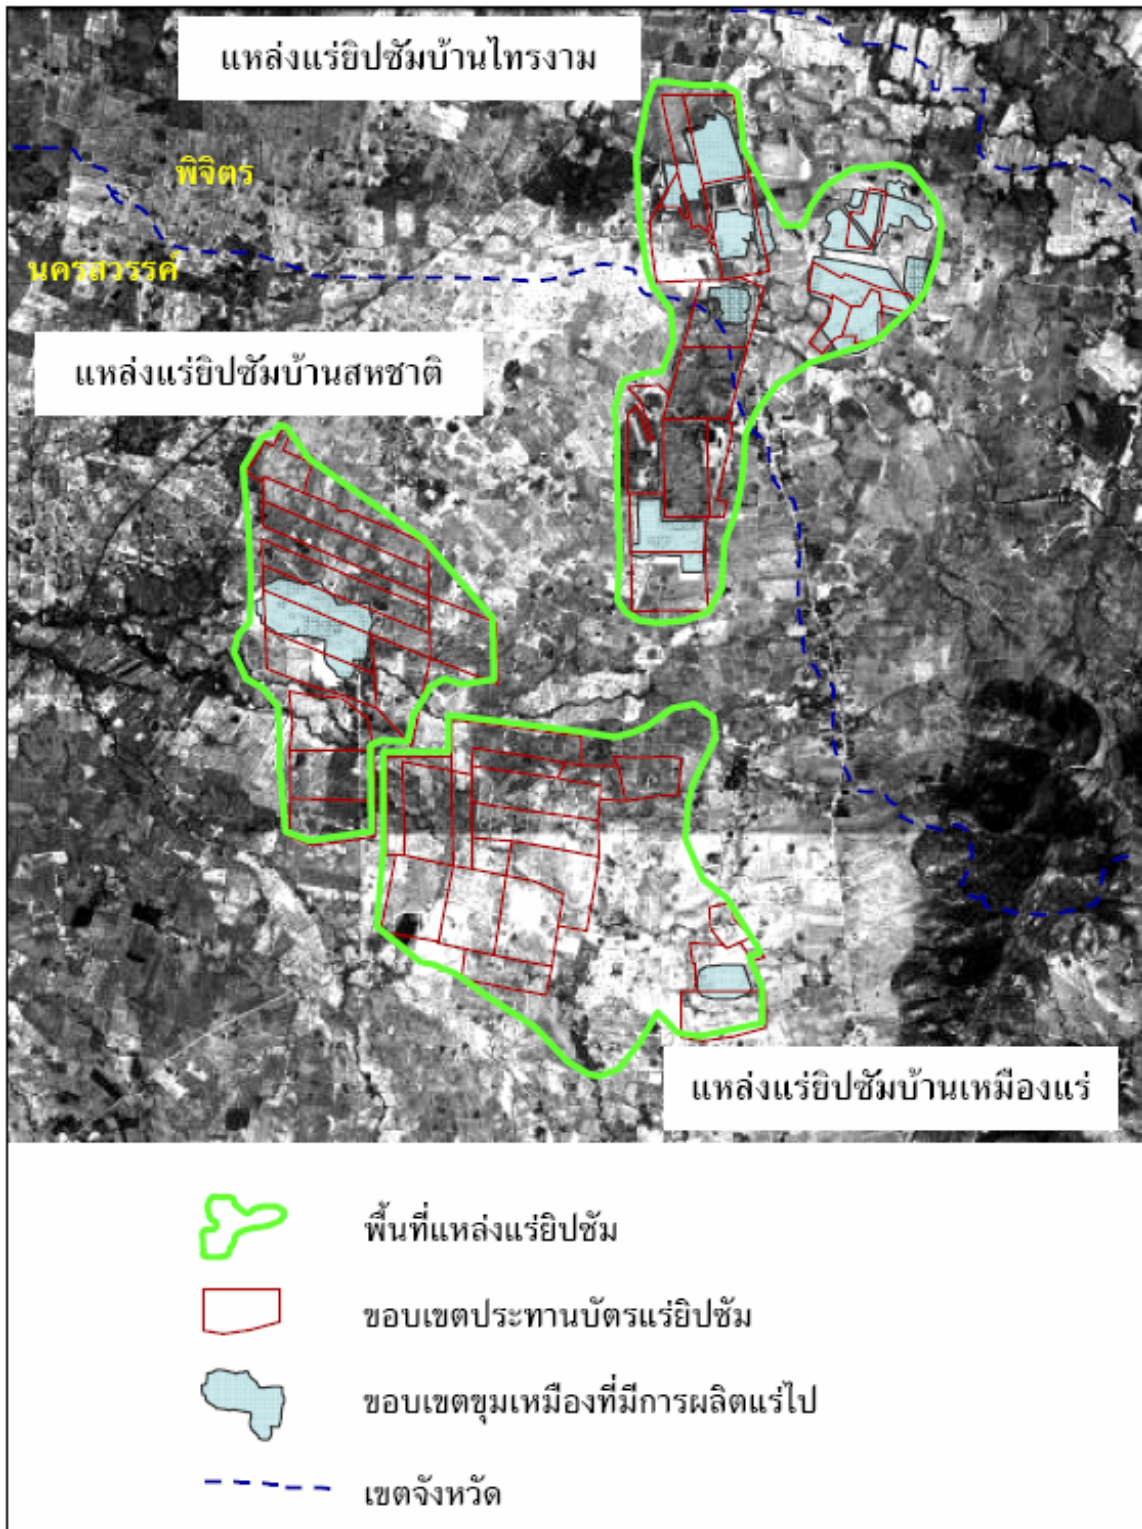 แหล่งแร่ยิปซัมบ้านไทรงาม
พิจิตร
นครสวรรค์
แหล่งแร่ยิปซัมบ้านสหชาติ
แหล่งแร่ยิปซัมบ้านเหมืองแร่
พื้นที่แหล่งแร่ยิปซัม
ขอบเขตประทานบัตรแร่ยิปซัม
ขอบเขตขุมเหมืองที่มีการผลิตแร่ไป
เขตจังหวัด